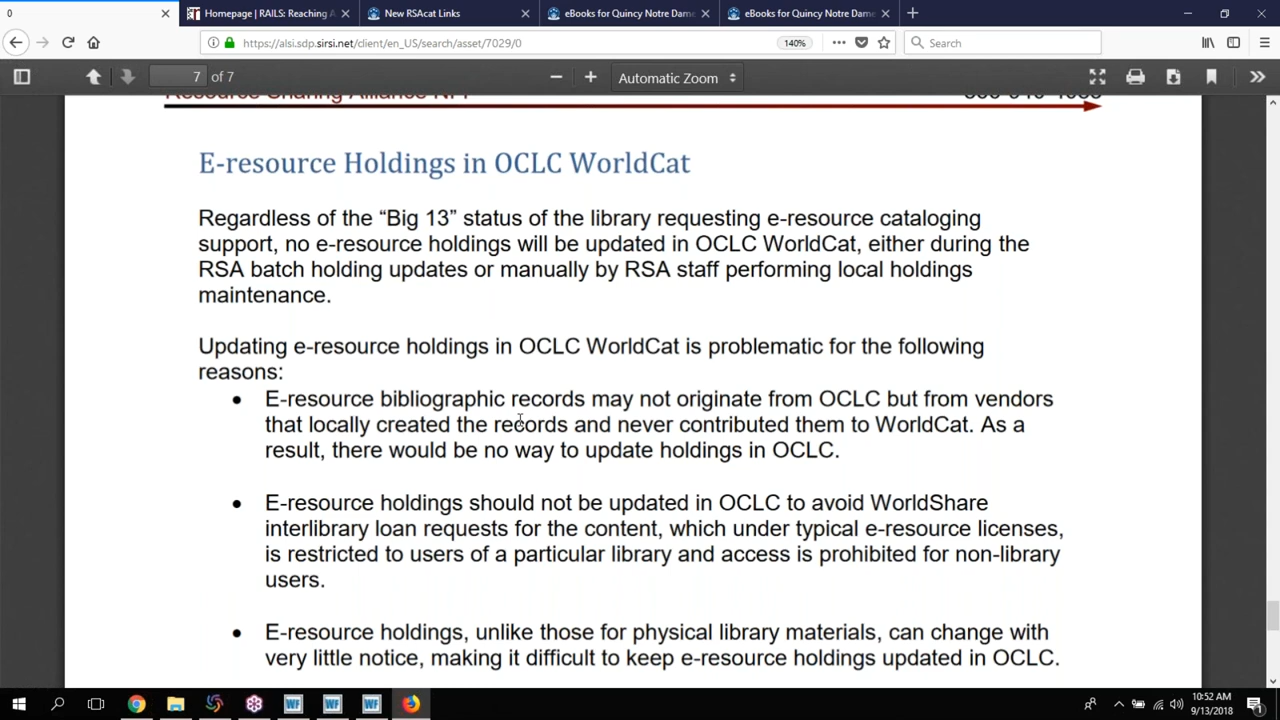 0
Homepage | RAILS: Reaching A
New RSAcat Links
eBooks for Quincy Notre Dame
eBooks for Quincy Notre Dame
https://alsi.sdp.sirsi.net/client/en_US/search/asset/7029/0
140%
Search
7 of 7
Automatic Zoom
Resource Sharing Alliance NFP
E-resource Holdings in OCLC WorldCat
Regardless of the “Big 13” status of the library requesting e-resource cataloging
support, no e-resource holdings will be updated in OCLC WorldCat, either during the
RSA batch holding updates or manually by RSA staff performing local holdings
maintenance.
Updating e-resource holdings in OCLC WorldCat is problematic for the following
reasons:
• E-resource bibliographic records may not originate from OCLC but from vendors
that locally created the records and never contributed them to WorldCat. As a
result, there would be no way to update holdings in OCLC.
• E-resource holdings should not be updated in OCLC to avoid WorldShare
interlibrary loan requests for the content, which under typical e-resource licenses,
is restricted to users of a particular library and access is prohibited for non-library
users.
• E-resource holdings, unlike those for physical library materials, can change with
very little notice, making it difficult to keep e-resource holdings updated in OCLC.
WF
WF
WF
10:52 AM
9/13/2018
1